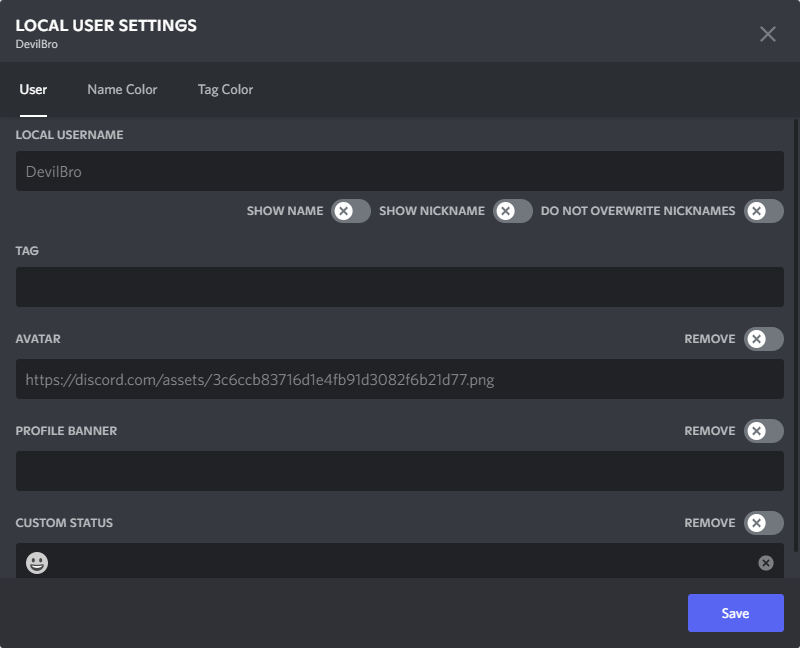 LOCAL USER SETTINGS
DevilBro
User Name Color Tag Color
LOCAL USERNAME
DevilBro
SHOW NAME SHOW NICKNAME DO NOT OVERWRITE NICKNAMES
TAG
AVATAR REMOVE
https://discord.com/assets/3c6ccb83716d1e4fb91d3082f6b21d77.png
PROFILE BANNER REMOVE
CUSTOM STATUS REMOVE
Save